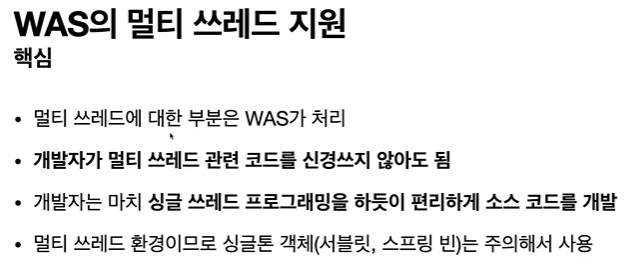 WAS의 멀티 쓰레드 지원
핵심
• 멀티 쓰레드에 대한 부분은 WAS가 처리
• 개발자가 멀티 쓰레드 관련 코드를 신경쓰지 않아도 됨
• 개발자는 마치 싱글 쓰레드 프로그래밍을 하듯이 편리하게 소스 코드를 개발
• 멀티 쓰레드 환경이므로 싱글톤 객체(서블릿, 스프링 빈)는 주의해서 사용